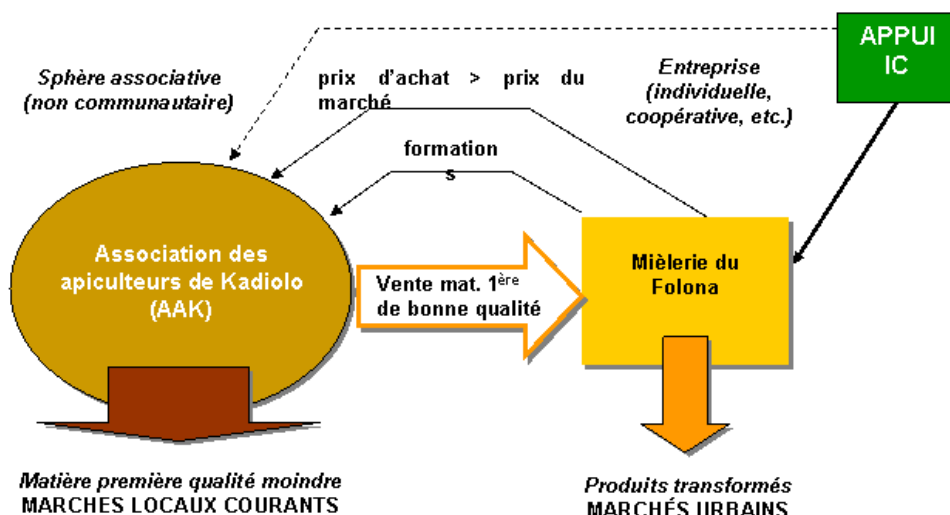 APPUI
IC
Sphère associative
(non communautaire)
prix d'achat > prix du
marché
Entreprise
(individuelle,
coopérative, etc.)
formation
s
Association des
apiculteurs de Kadiolo
(AAK)
Vente mat. 1ère
de bonne qualité
Mièlerie du
Folona
Matière première qualité moindre
MARCHES LOCAUX COURANTS
Produits transformés
MARCHÉS URBAINS